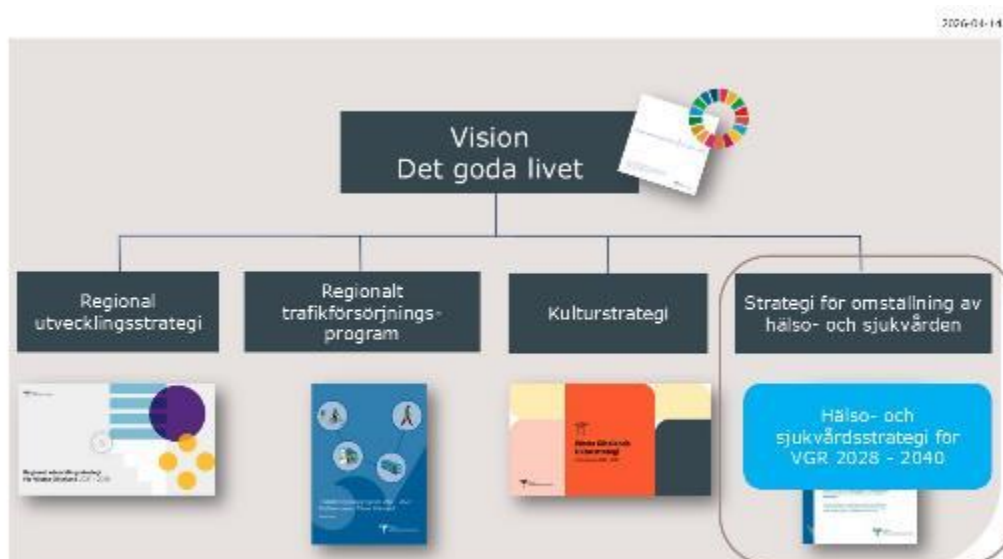 2026-04-14
Vision
Det goda livet
Regional
utvecklingsstrategi
Regionalt
trafikförsörjnings-
program
Kulturstrategi
Strategi för omställning av
hälso- och sjukvården
Hälso- och
sjukvårdsstrategi för
VGR 2028 - 2040